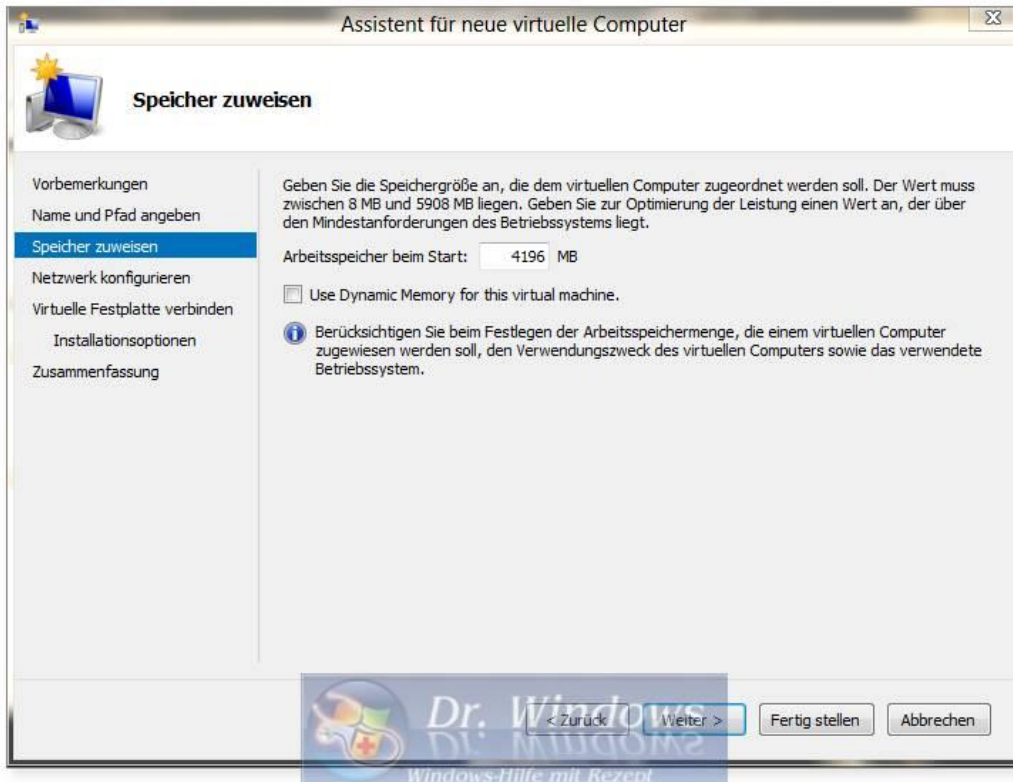 Assistent für neue virtuelle Computer
Speicher zuweisen
Vorbemerkungen
Name und Pfad angeben
Speicher zuweisen
Netzwerk konfigurieren
Virtuelle Festplatte verbinden
Installationsoptionen
Zusammenfassung
Geben Sie die Speichergröße an, die dem virtuellen Computer zugeordnet werden soll. Der Wert muss
zwischen 8 MB und 5908 MB liegen. Geben Sie zur Optimierung der Leistung einen Wert an, der über
den Mindestanforderungen des Betriebssystems liegt.
Arbeitsspeicher beim Start: 4196 MB
Use Dynamic Memory for this virtual machine.
Berücksichtigen Sie beim Festlegen der Arbeitsspeichermenge, die einem virtuellen Computer
zugewiesen werden soll, den Verwendungszweck des virtuellen Computers sowie das verwendete
Betriebssystem.
Dr. Windows
< Zurück Weiter > Fertig stellen Abbrechen
Windows-Hilfe mit Rezept